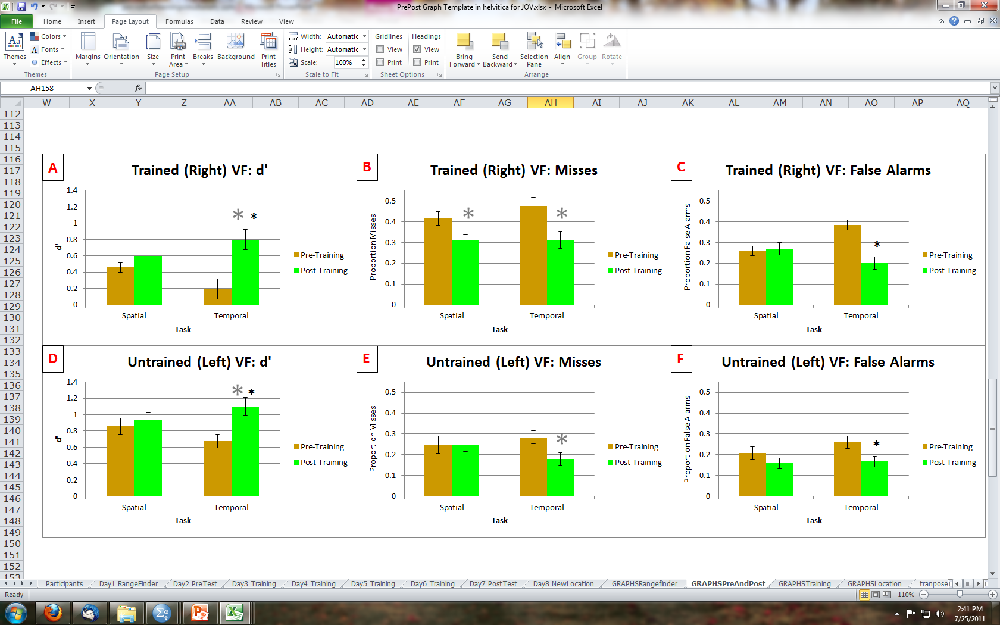 PrePost Graph Template in helvitica for JOV.xlsx - Microsoft Excel
File Home Insert Page Layout Formulas Data Review View
Themes Colors Fonts Effects
Themes
Margins Orientation Size Print Area Breaks Background Print Titles
Page Setup
Width: Automatic
Height: Automatic
Scale: 100%
Scale to Fit
Gridlines Headings
View View
Print Print
Sheet Options
Bring Forward Send Backward Selection Pane Align Group Rotate
Arrange
AH158 fx
W X Y Z AA AB AC AD AE AF AG AH AI AJ AK AL AM AN AO AP AQ
112
113
114
115
116
117
118
119
120
121
122
123
124
125
126
127
128
129
130
131
132
133
134
135
136
137
138
139
140
141
142
143
144
145
146
147
148
149
150
151
152
153
A
Trained (Right) VF: d'
1.4
1.2
1
0.8
0.6
0.4
0.2
0
d'
* *
Spatial Temporal
Task
Pre-Training
Post-Training
B
Trained (Right) VF: Misses
0.5
0.4
0.3
0.2
0.1
0
Proportion Misses
* *
Spatial Temporal
Task
Pre-Training
Post-Training
C
Trained (Right) VF: False Alarms
0.5
0.4
0.3
0.2
0.1
0
Proportion False Alarms
*
Spatial Temporal
Task
Pre-Training
Post-Training
D
Untrained (Left) VF: d'
1.4
1.2
1
0.8
0.6
0.4
0.2
0
d'
* *
Spatial Temporal
Task
Pre-Training
Post-Training
E
Untrained (Left) VF: Misses
0.5
0.4
0.3
0.2
0.1
0
Proportion Misses
*
Spatial Temporal
Task
Pre-Training
Post-Training
F
Untrained (Left) VF: False Alarms
0.5
0.4
0.3
0.2
0.1
0
Proportion False Alarms
*
Spatial Temporal
Task
Pre-Training
Post-Training
Participants Day1 RangeFinder Day2 PreTest Day3 Training Day4 Training Day5 Training Day6 Training Day7 PostTest Day8 NewLocation GRAPHSRangefinder GRAPHSPreAndPost GRAPHSTraining GRAPHSLocation tranpose
Ready 110%
2:41 PM
7/25/2011